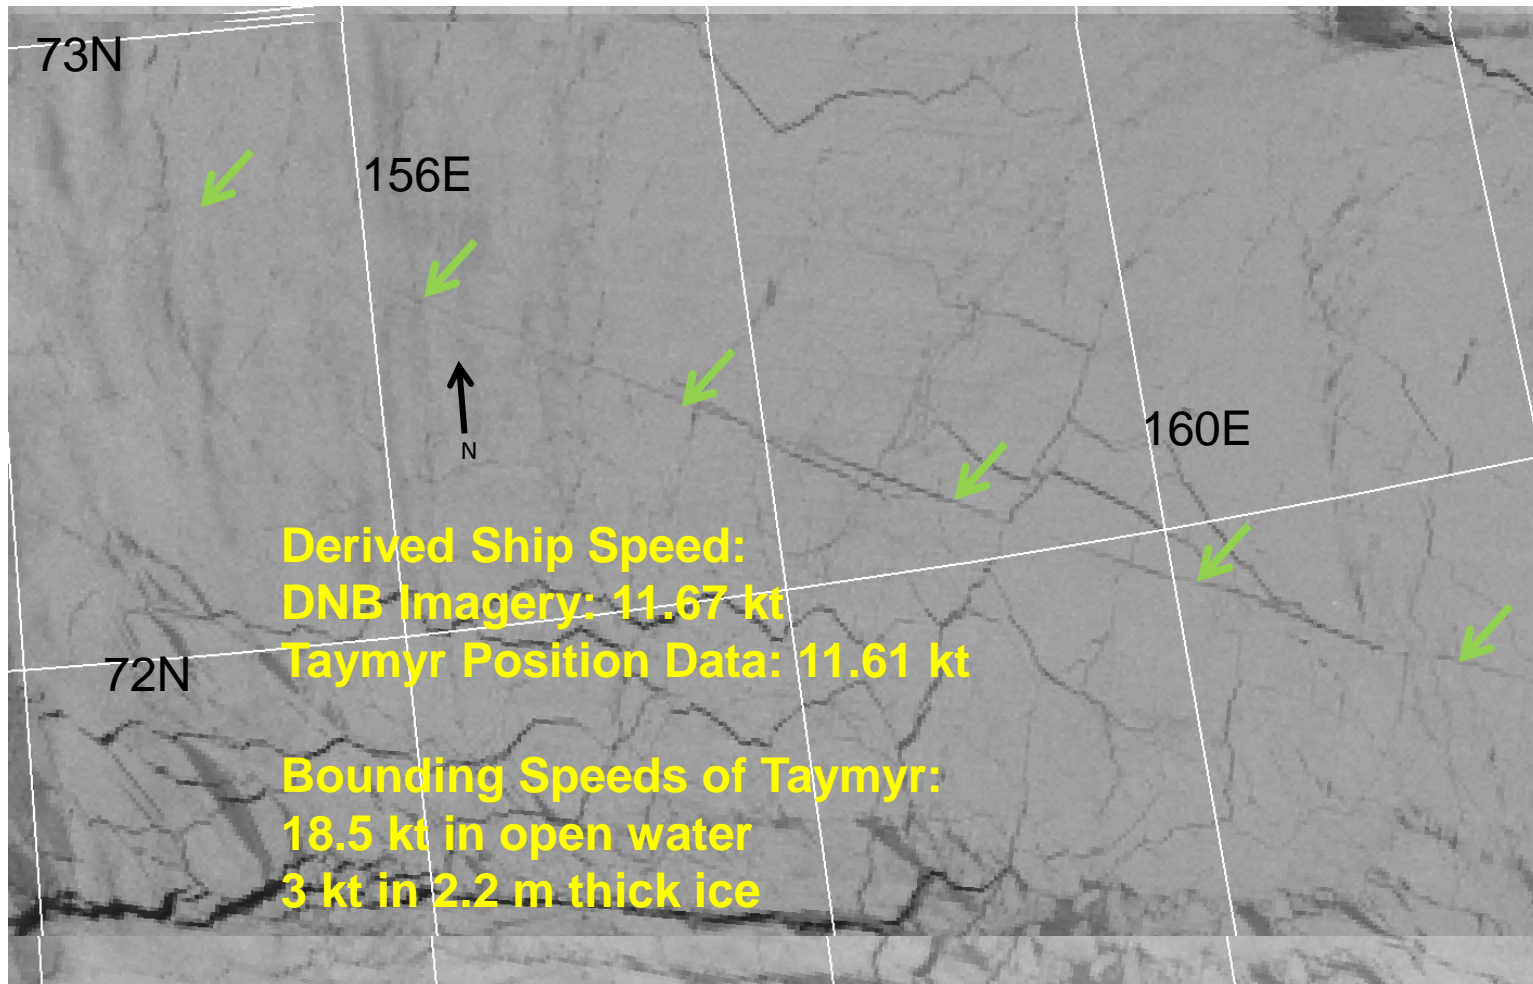 73N
156E
N
160E
Derived Ship Speed:
DNB Imagery: 11.67 kt
Taymyr Position Data: 11.61 kt
72N
Bounding Speeds of Taymyr:
18.5 kt in open water
3 kt in 2.2 m thick ice